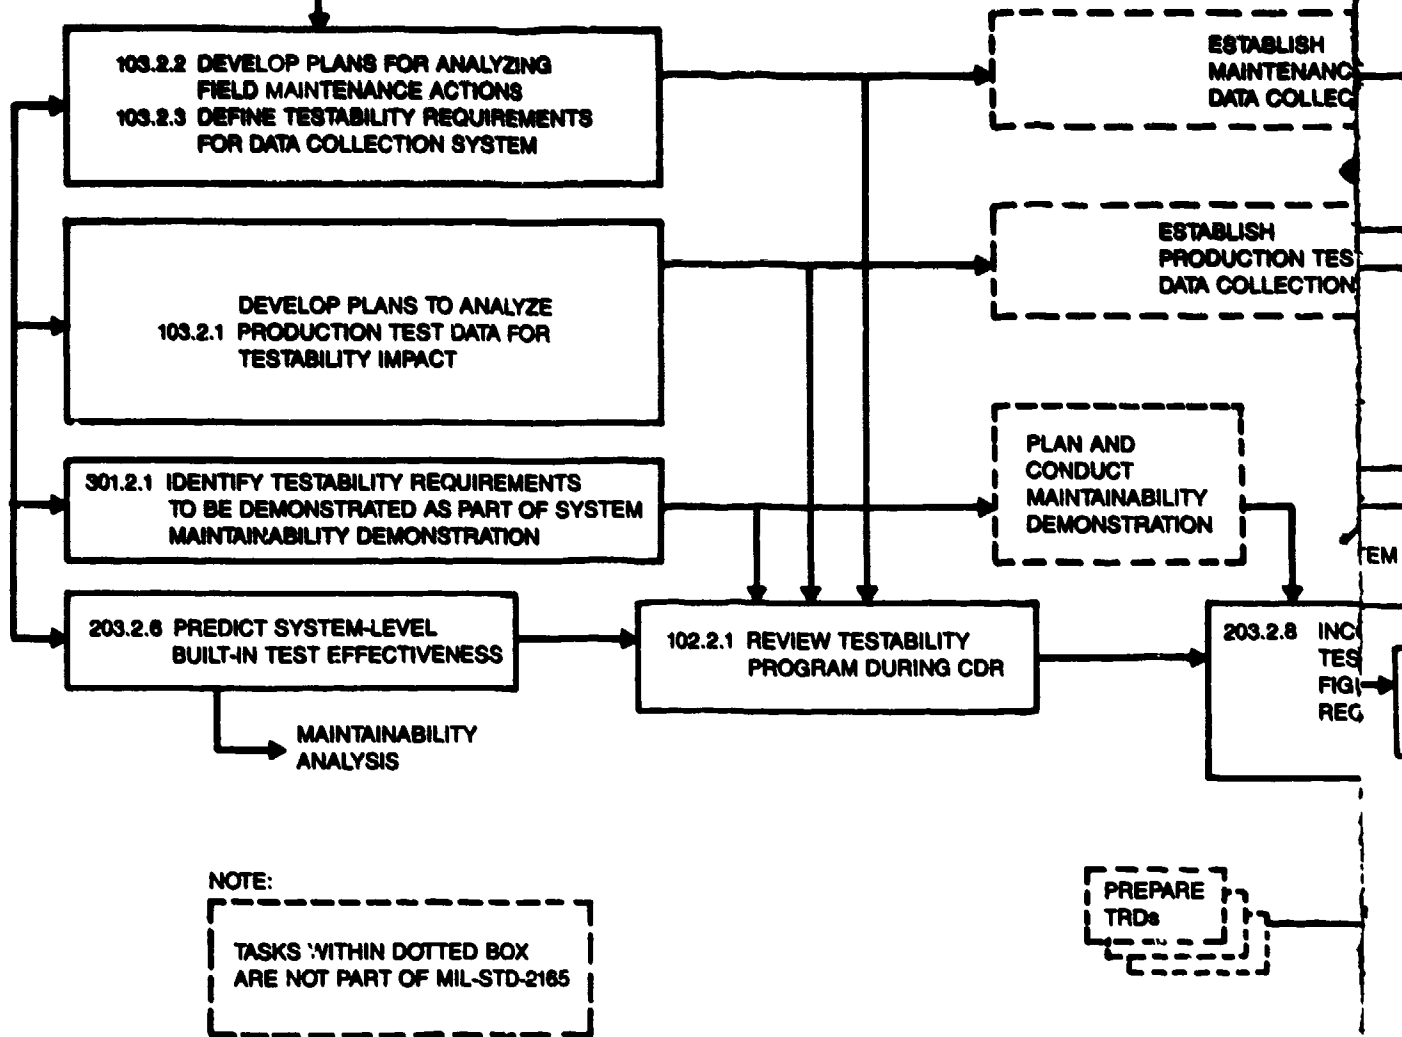 103.2.2 DEVELOP PLANS FOR ANALYZING
FIELD MAINTENANCE ACTIONS
103.2.3 DEFINE TESTABILITY REQUIREMENTS
FOR DATA COLLECTION SYSTEM
ESTABLISH
MAINTENANC
DATA COLLEC
DEVELOP PLANS TO ANALYZE
103.2.1 PRODUCTION TEST DATA FOR
TESTABILITY IMPACT
ESTABLISH
PRODUCTION TES
DATA COLLECTION
301.2.1 IDENTIFY TESTABILITY REQUIREMENTS
TO BE DEMONSTRATED AS PART OF SYSTEM
MAINTAINABILITY DEMONSTRATION
PLAN AND
CONDUCT
MAINTAINABILITY
DEMONSTRATION
TEM
203.2.6 PREDICT SYSTEM-LEVEL
BUILT-IN TEST EFFECTIVENESS
102.2.1 REVIEW TESTABILITY
PROGRAM DURING CDR
203.2.8 INC
TES
FIG
REC
MAINTAINABILITY
ANALYSIS
NOTE:
TASKS WITHIN DOTTED BOX
ARE NOT PART OF MIL-STD-2165
PREPARE
TRDs